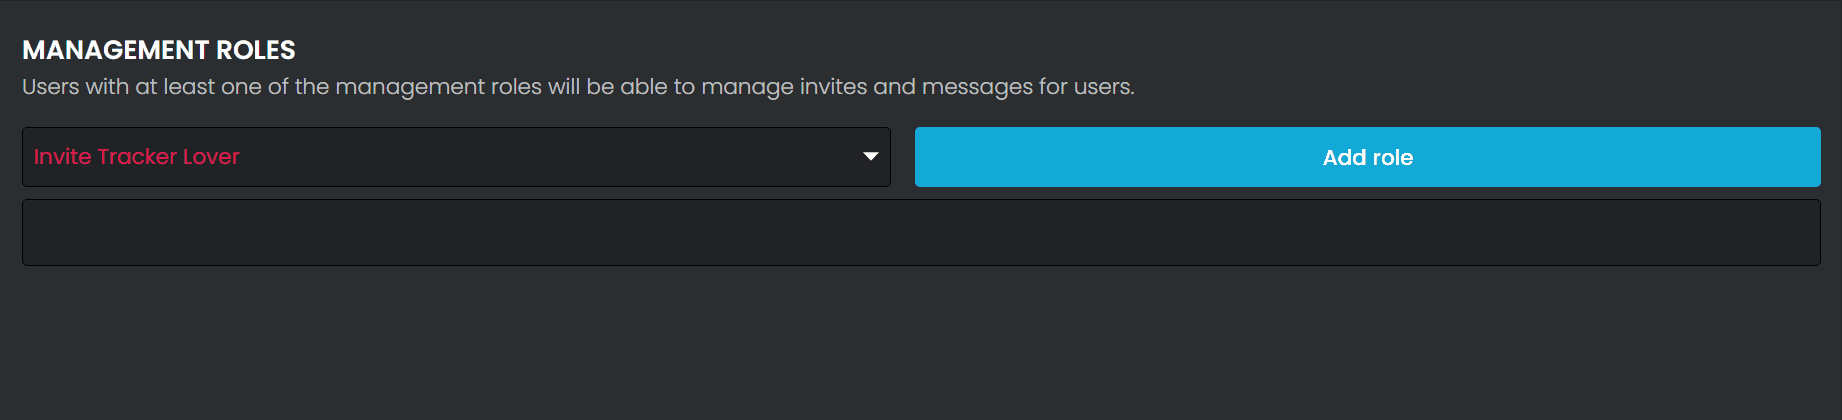 MANAGEMENT ROLES
Users with at least one of the management roles will be able to manage invites and messages for users.
Invite Tracker Lover
Add role